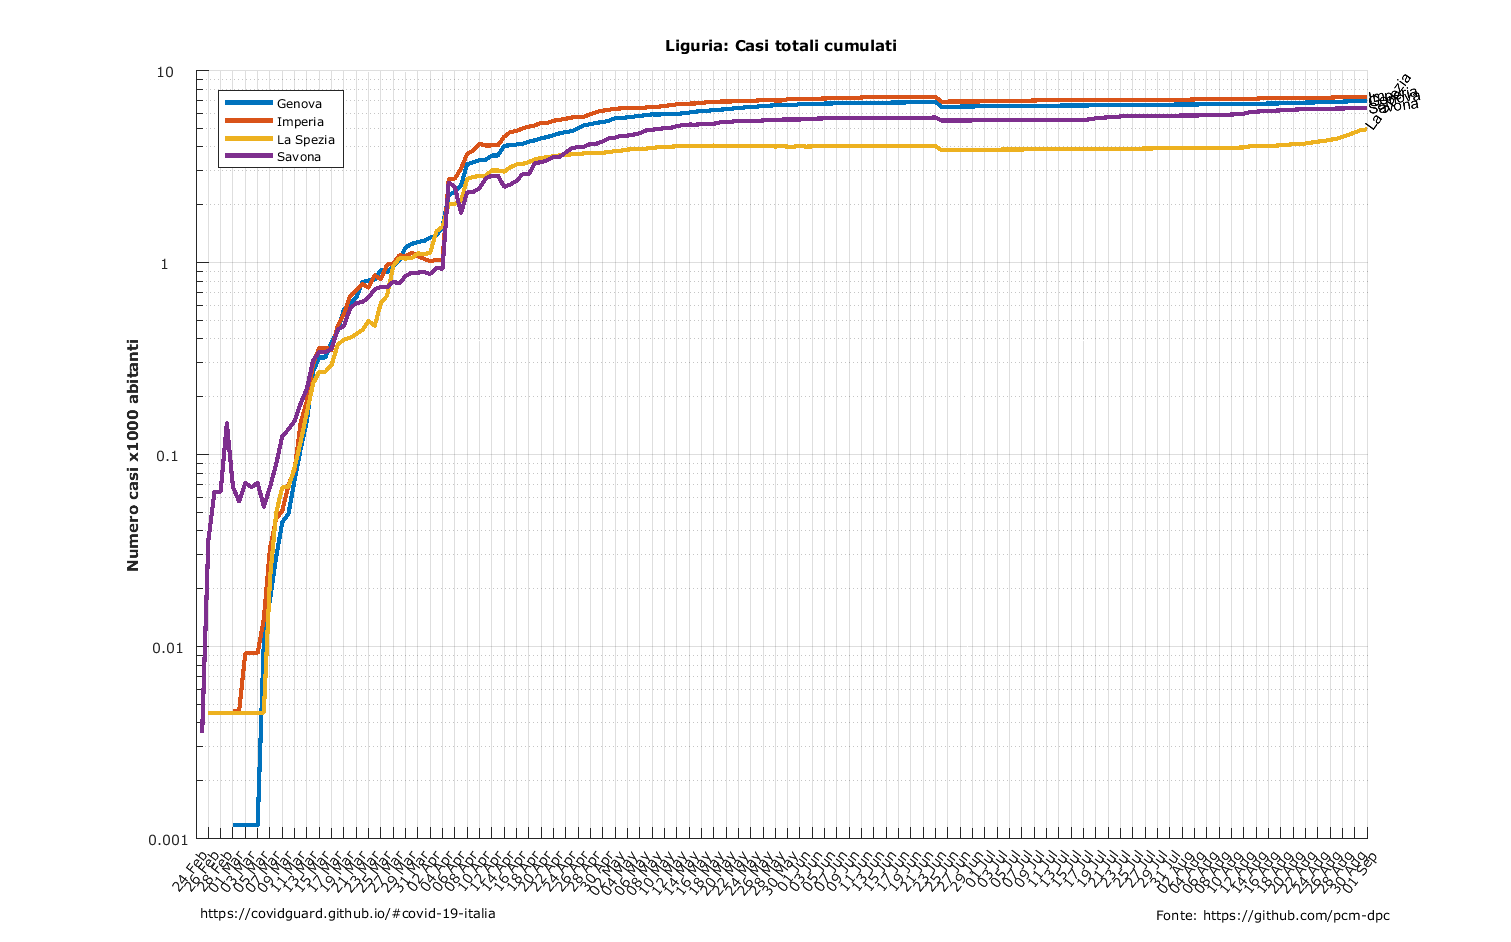 Liguria: Casi totali cumulati
Genova
Imperia
La Spezia
Savona
Numero casi x1000 abitanti
10
1
0.1
0.01
0.001
La Spezia
Imperia
Genova
Savona
24 Feb
26 Feb
28 Feb
01 Mar
03 Mar
05 Mar
07 Mar
09 Mar
11 Mar
13 Mar
15 Mar
17 Mar
19 Mar
21 Mar
23 Mar
25 Mar
27 Mar
29 Mar
31 Mar
02 Apr
04 Apr
06 Apr
08 Apr
10 Apr
12 Apr
14 Apr
16 Apr
18 Apr
20 Apr
22 Apr
24 Apr
26 Apr
28 Apr
30 Apr
02 May
04 May
06 May
08 May
10 May
12 May
14 May
16 May
18 May
20 May
22 May
24 May
26 May
28 May
30 May
01 Jun
03 Jun
05 Jun
07 Jun
09 Jun
11 Jun
13 Jun
15 Jun
17 Jun
19 Jun
21 Jun
23 Jun
25 Jun
27 Jun
29 Jun
01 Jul
03 Jul
05 Jul
07 Jul
09 Jul
11 Jul
13 Jul
15 Jul
17 Jul
19 Jul
21 Jul
23 Jul
25 Jul
27 Jul
29 Jul
31 Jul
02 Aug
04 Aug
06 Aug
08 Aug
10 Aug
12 Aug
14 Aug
16 Aug
18 Aug
20 Aug
22 Aug
24 Aug
26 Aug
28 Aug
30 Aug
01 Sep
https://covidguard.github.io/#covid-19-italia
Fonte: https://github.com/pcm-dpc